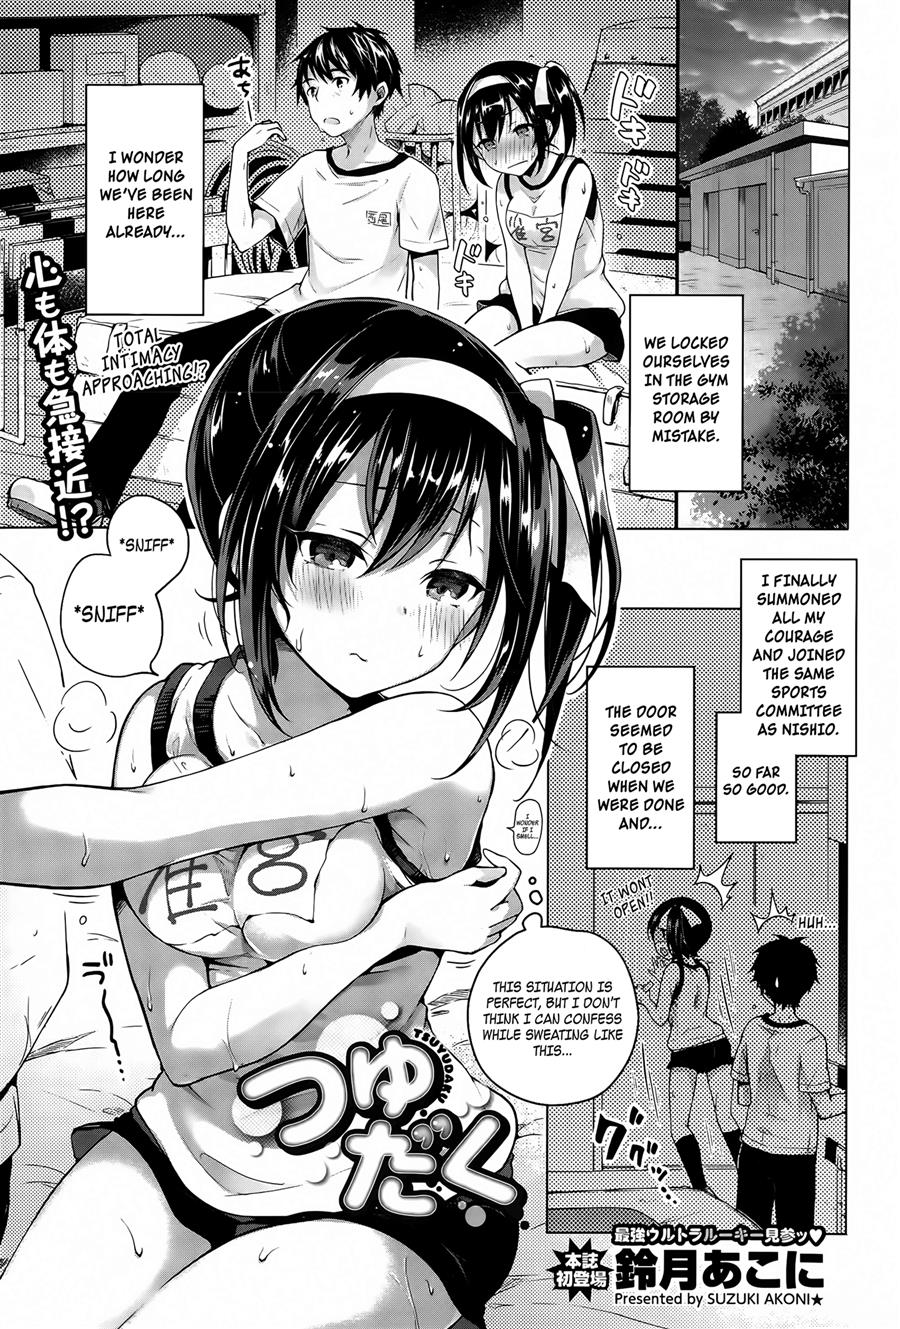 WE LOCKED
OURSELVES
IN THE GYM
STORAGE
ROOM BY
MISTAKE.
I WONDER
HOW LONG
WE'VE BEEN
HERE
ALREADY...
あちー
ドキ
ドキ
西尾
雅宮
TOTAL
INTIMACY
APPROACHING!?
心も体も急接近!?
I FINALLY
SUMMONED
ALL MY
COURAGE
AND JOINED
THE SAME
SPORTS
COMMITTEE
AS NISHIO.
SO FAR
SO GOOD.
THE DOOR
SEEMED
TO BE
CLOSED
WHEN WE
WERE DONE
AND...
IT WONT
OPEN!!
HUH...
グッ...
*SNIFF*
*SNIFF*
I
WONDER
IF I
SMELL...
THIS SITUATION IS
PERFECT, BUT I DON'T
THINK I CAN CONFESS
WHILE SWEATING LIKE
THIS...
つゆだく
TSUYUDAKU
最強ウルトラルーキー見参ッ♥
本誌
初登場
鈴月あこに
Presented by SUZUKI AKONI★